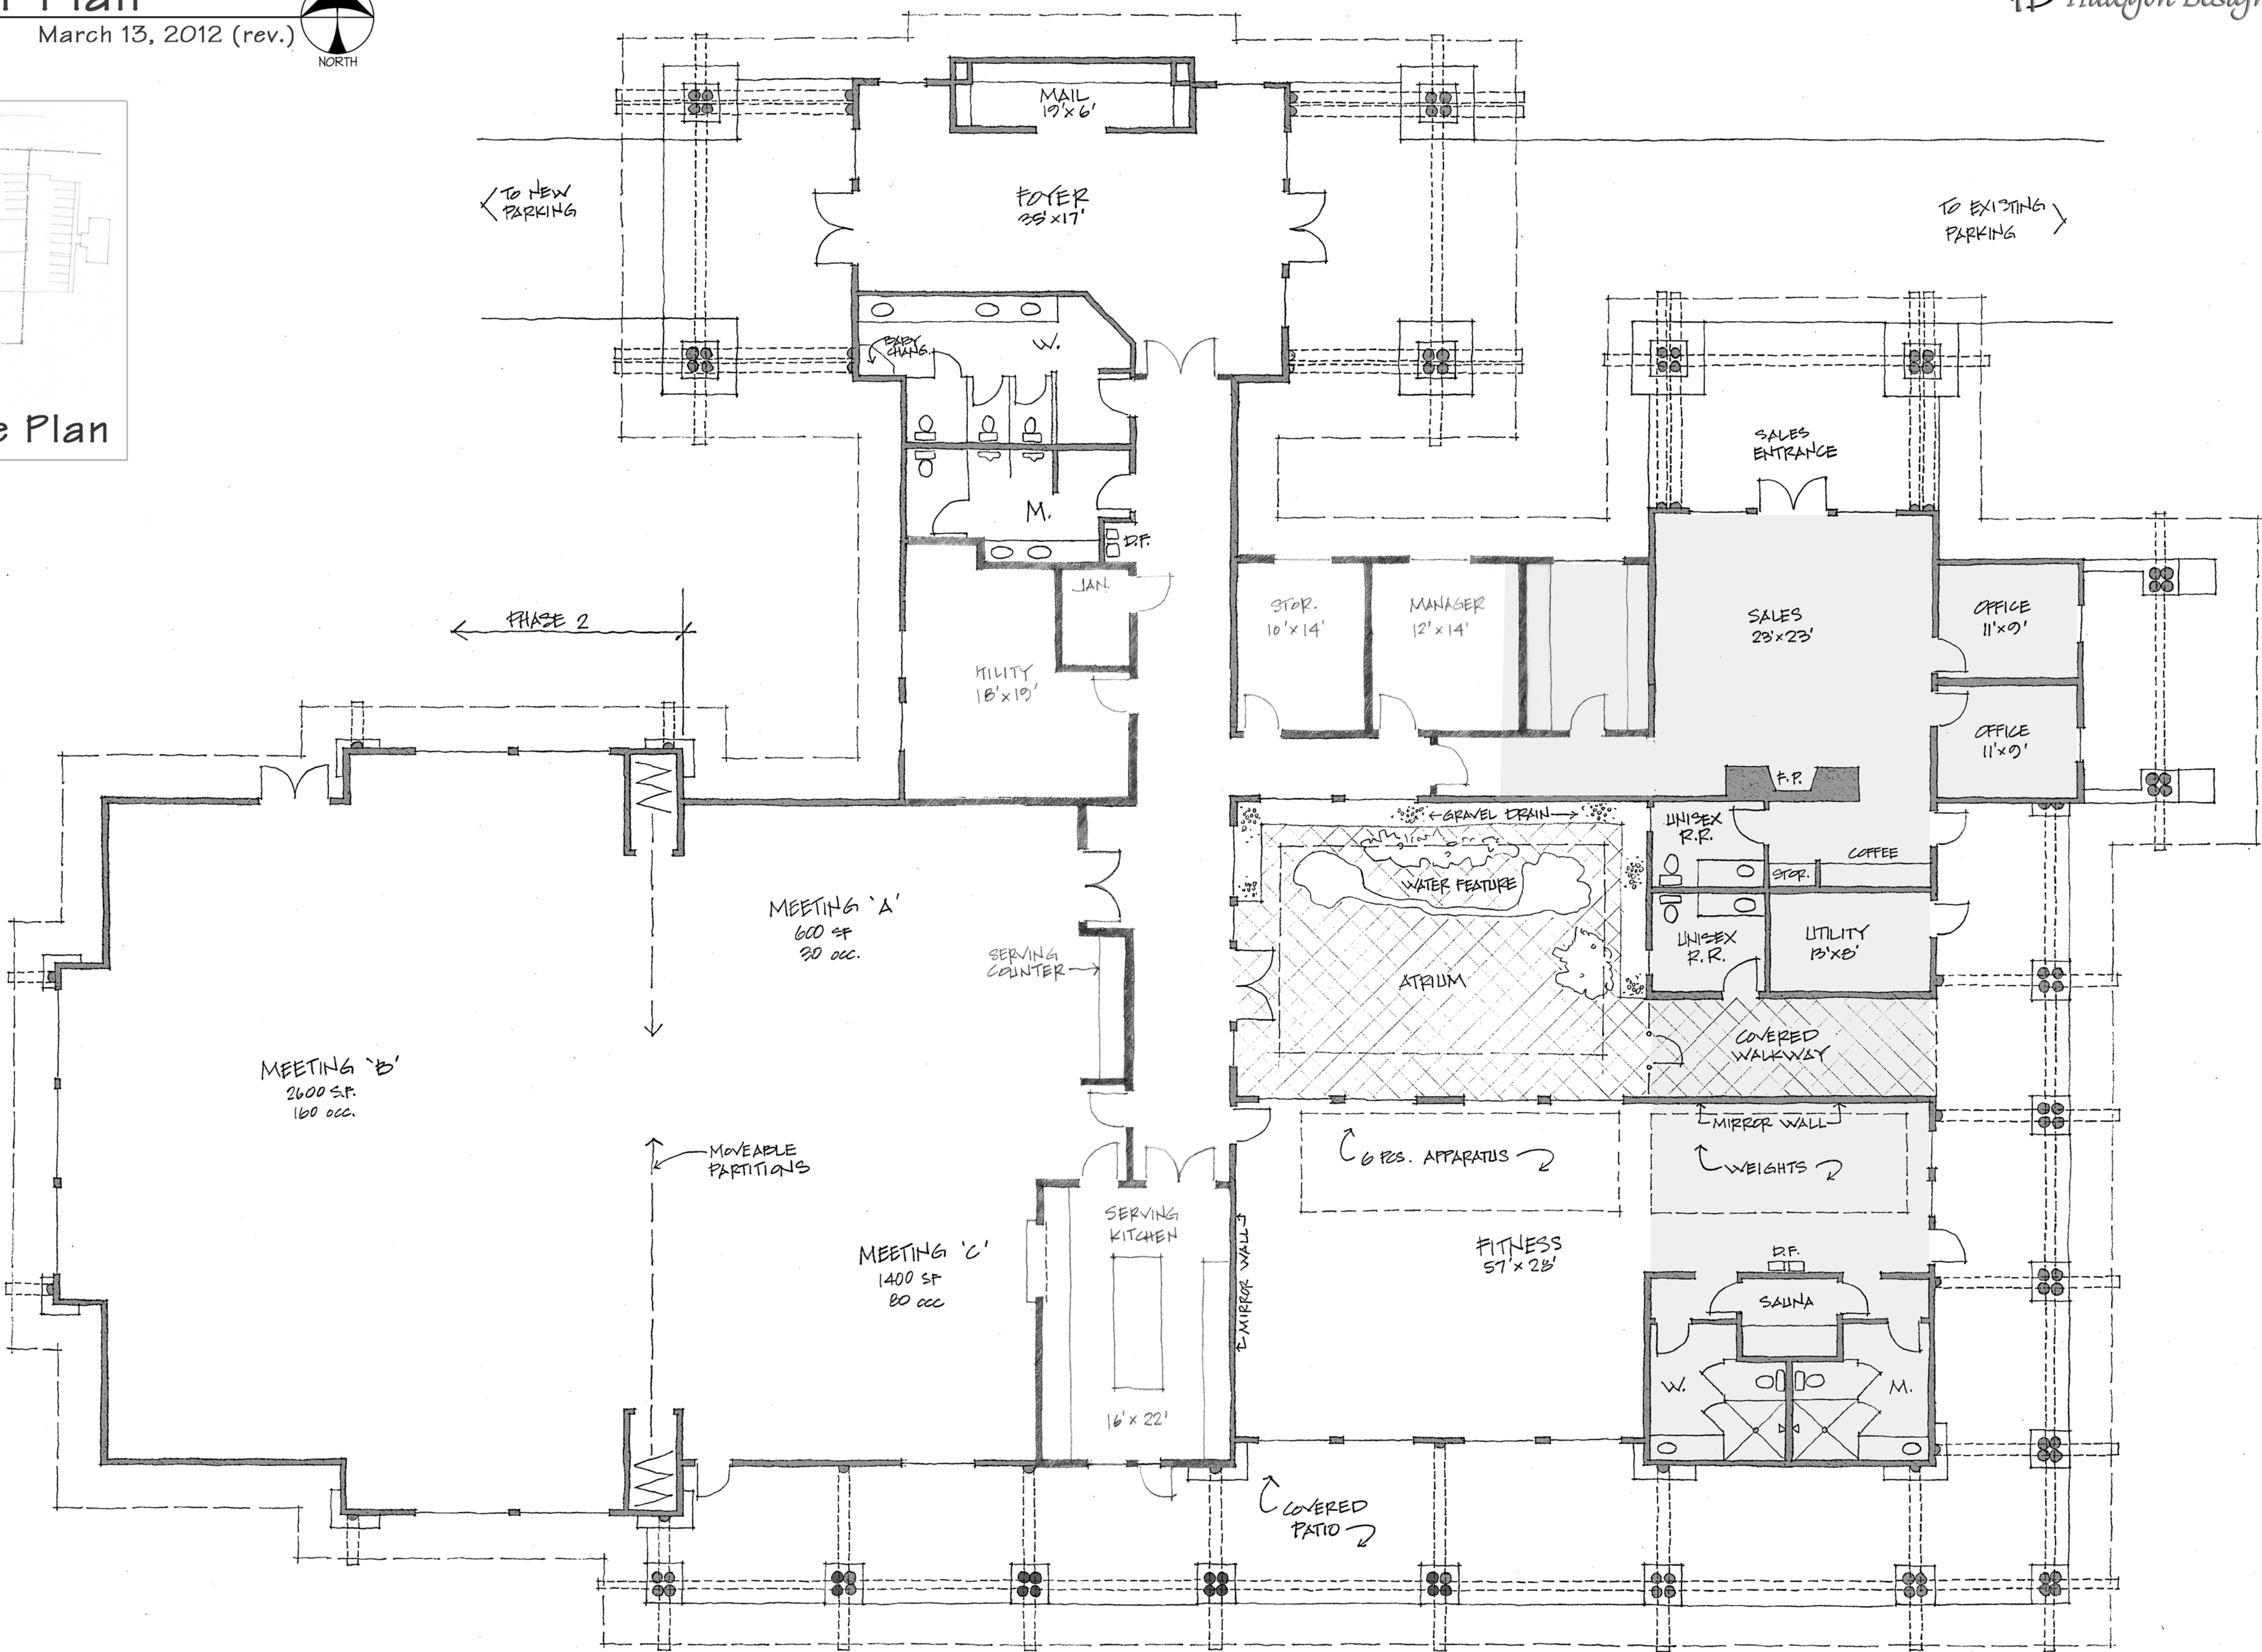 Plan
March 13, 2012 (rev.)
NORTH
Halcyon Design
Plan
MAIL
19'x6'
FOYER
35'x17'
TO NEW
PARKING
TO EXISTING
PARKING
BABY
CHANG.
W.
M.
D.F.
JAN.
SALES
ENTRANCE
STOR.
10'x14'
MANAGER
12'x14'
SALES
23'x23'
OFFICE
11'x9'
OFFICE
11'x9'
PHASE 2
UTILITY
18'x19'
F.P.
GRAVEL DRAIN
UNISEX
R.R.
COFFEE
STOR.
WATER FEATURE
MEETING 'A'
600 SF
30 OCC.
SERVING
COUNTER
ATRIUM
UNISEX
R.R.
UTILITY
13'x8'
COVERED
WALKWAY
MEETING 'B'
2600 S.F.
160 OCC.
MOVEABLE
PARTITIONS
6 PCS. APPARATUS
MIRROR WALL
WEIGHTS
SERVING
KITCHEN
16'x22'
MEETING 'C'
1400 SF
80 OCC
MIRROR WALL
FITNESS
57'x28'
D.F.
SAUNA
W.
M.
COVERED
PATIO